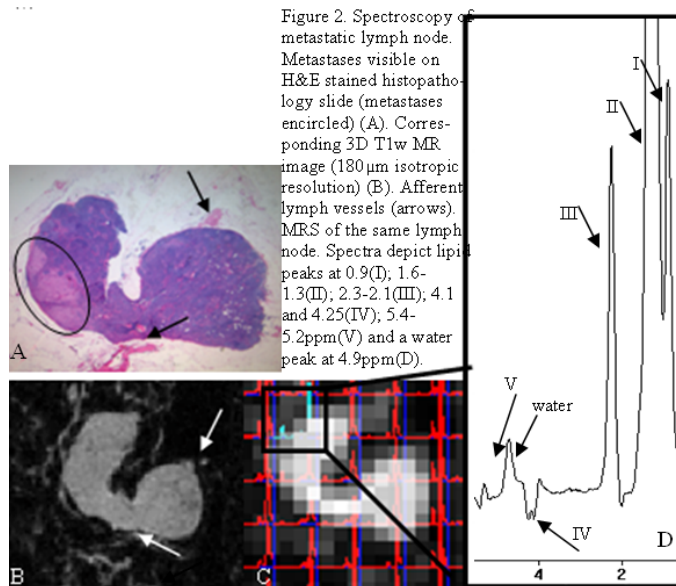 Figure 2. Spectroscopy of
metastatic lymph node.
Metastases visible on
H&E stained histopatho-
logy slide (metastases
encircled) (A). Corres-
ponding 3D T1w MR
image (180 µm isotropic
resolution) (B). Afferent
lymph vessels (arrows).
MRS of the same lymph
node. Spectra depict lipid
peaks at 0.9(I); 1.6-
1.3(II); 2.3-2.1(III); 4.1
and 4.25(IV); 5.4-
5.2ppm(V) and a water
peak at 4.9ppm(D).
A
B
C
I
II
III
V
water
IV
D
4
2